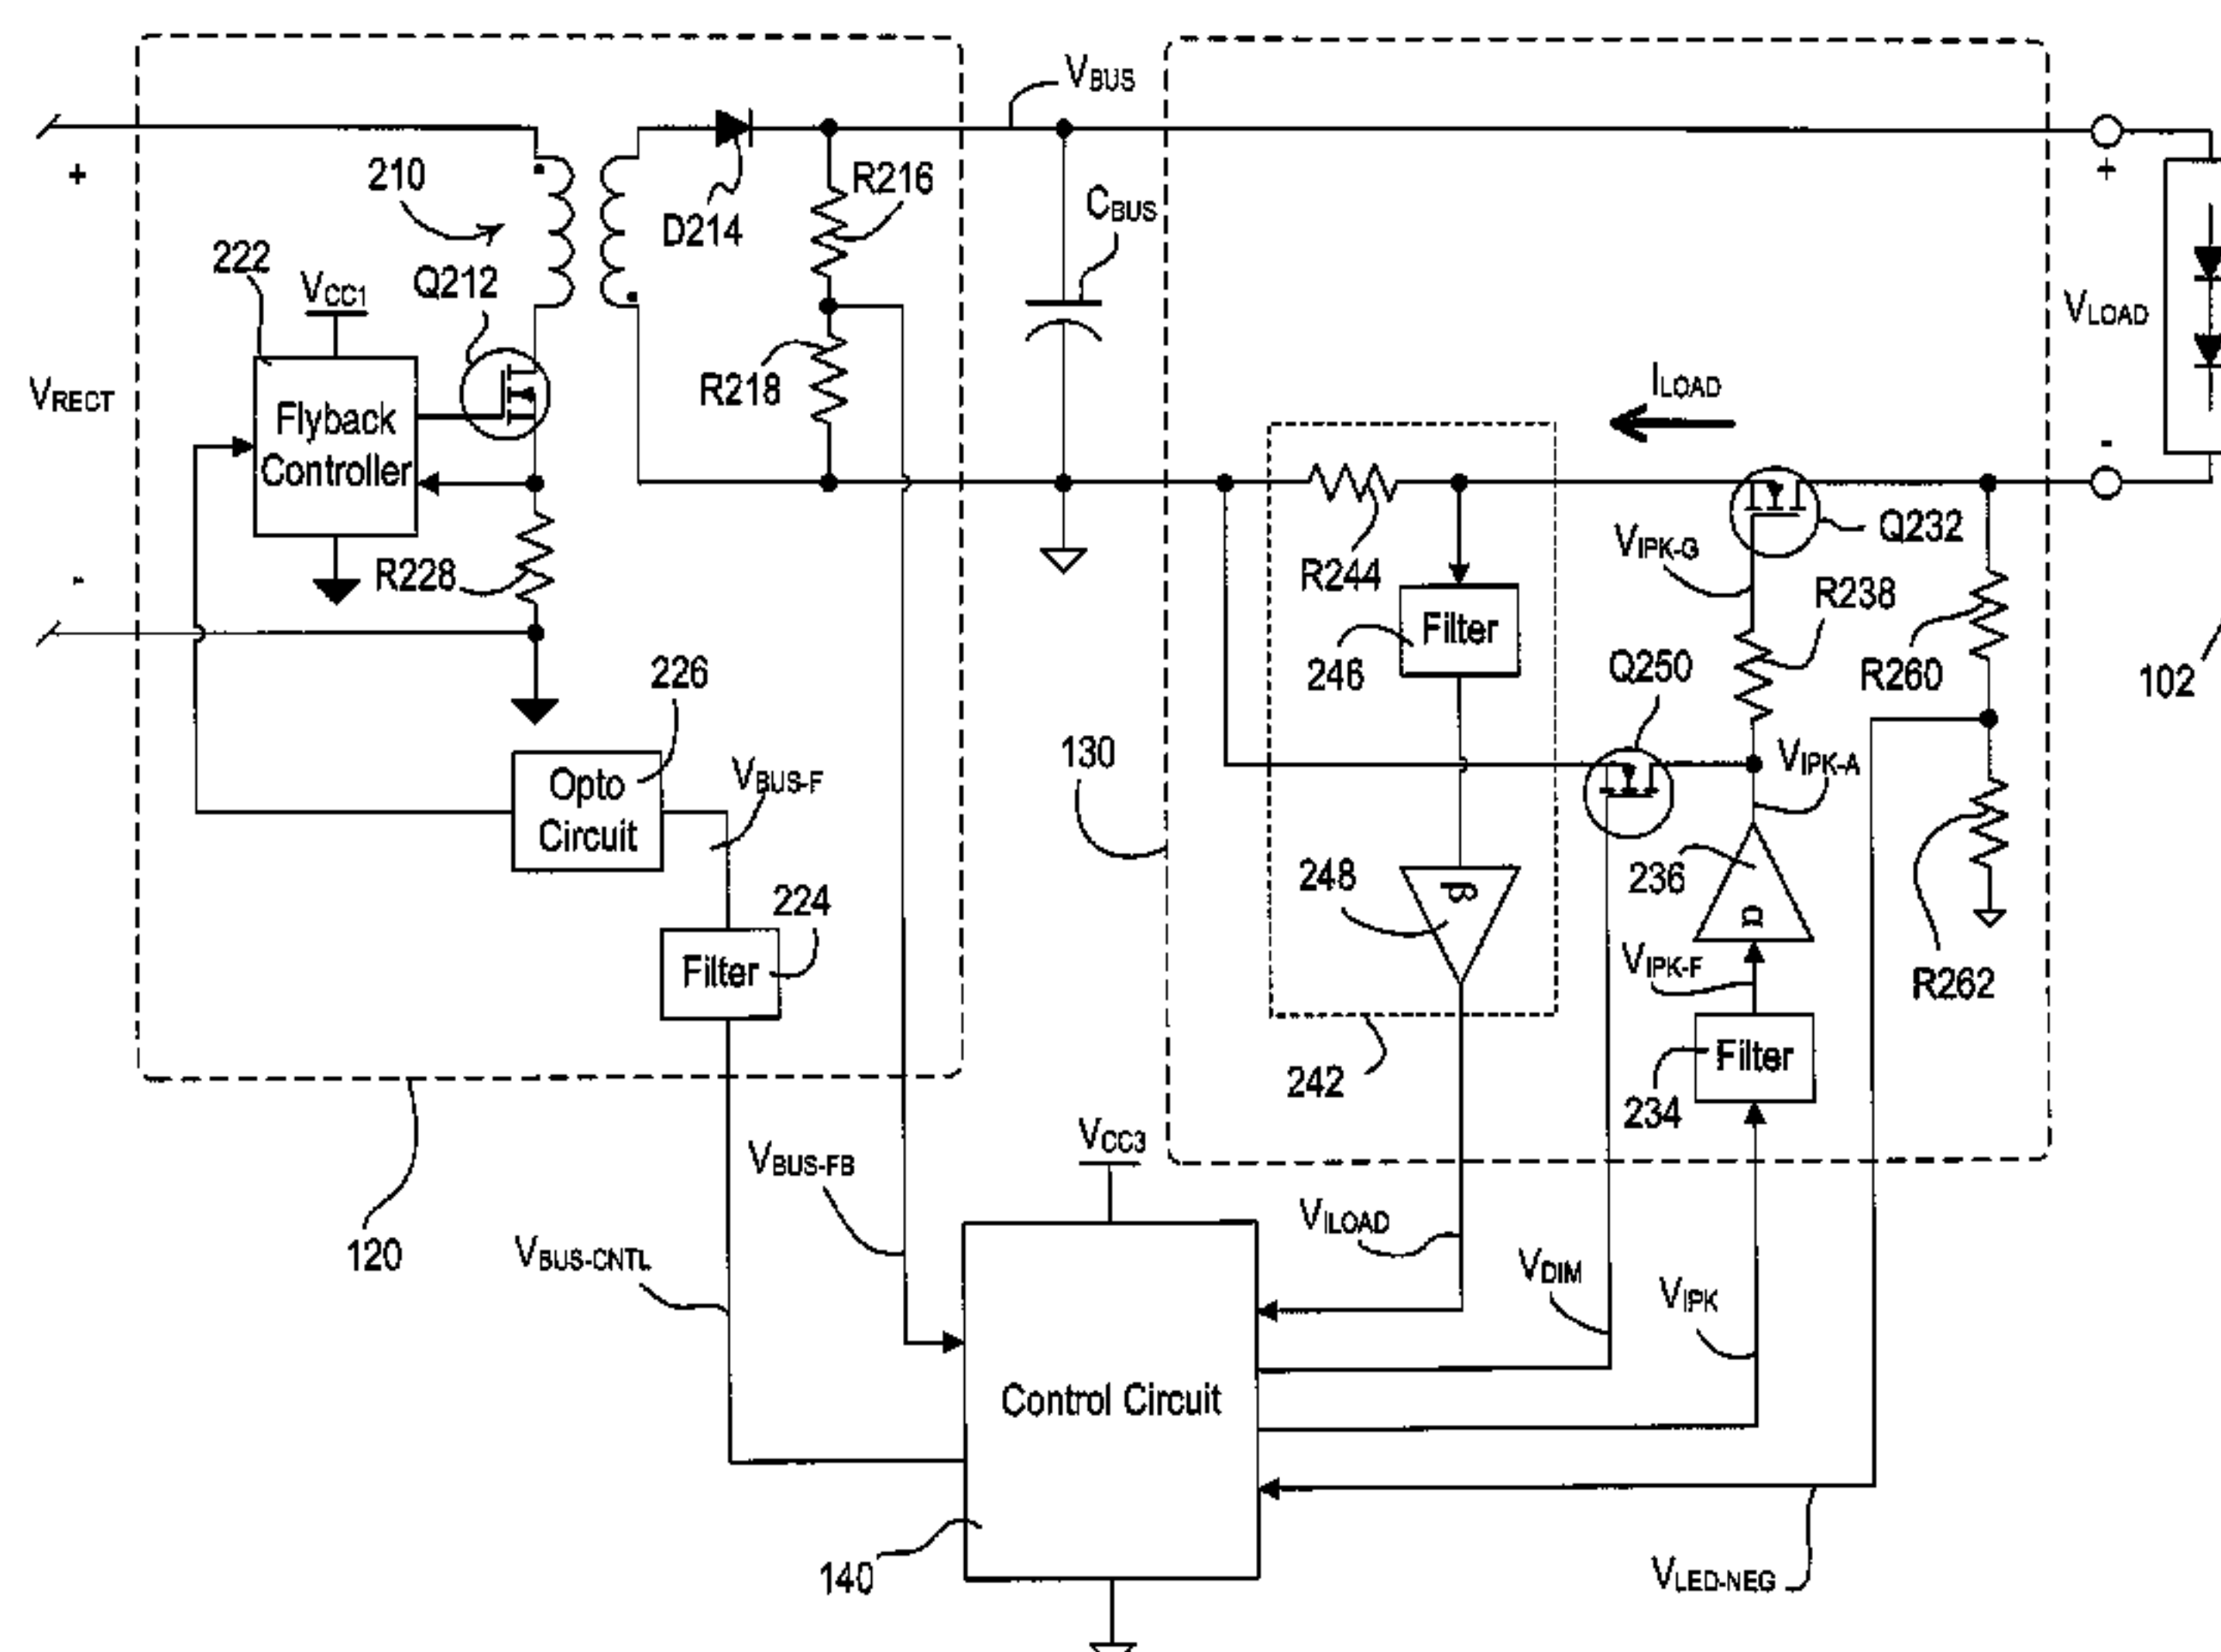 VBUS
+
210
R216
D214
CBUS
+
222
VCC1
Q212
VLOAD
VRECT
Flyback
Controller
R218
ILOAD
-
R228
-
R244
VIPK-G
Q232
R238
Filter
246
Q250
R260
102
226
Opto
Circuit
VBUS-F
130
VIPK-A
224
Filter
248
β
236
α
VIPK-F
R262
242
234
Filter
120
VBUS-CNTL
VBUS-FB
VCC3
VILOAD
VDIM
VIPK
Control Circuit
140
VLED-NEG